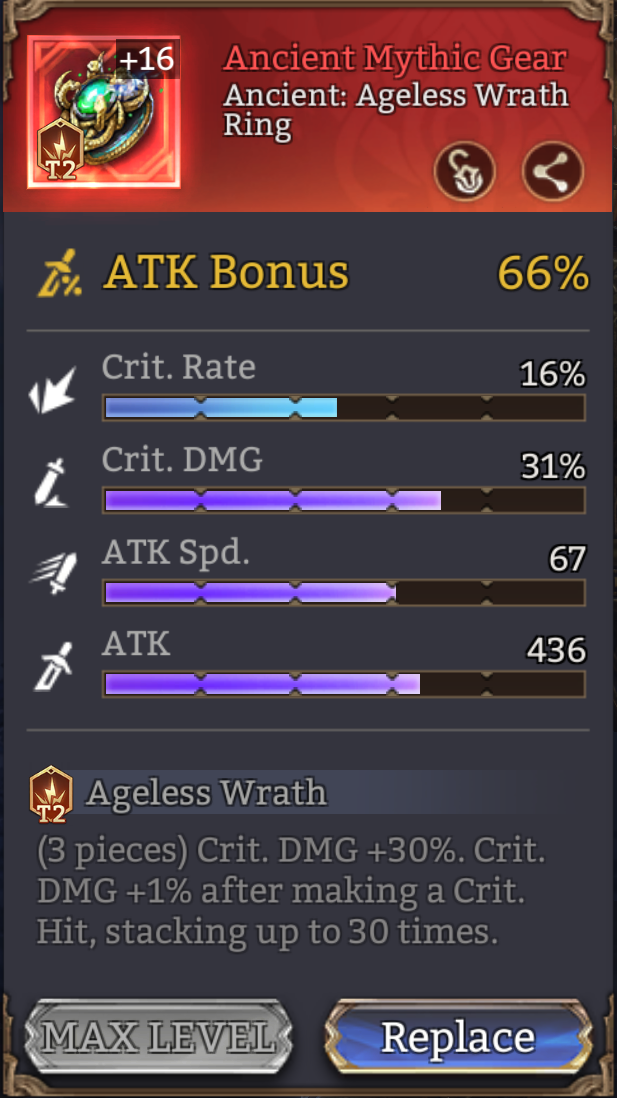 +16
Ancient Mythic Gear
Ancient: Ageless Wrath
Ring
T2
ATK Bonus 66%
Crit. Rate 16%
Crit. DMG 31%
ATK Spd. 67
ATK 436
T2 Ageless Wrath
(3 pieces) Crit. DMG +30%. Crit.
DMG +1% after making a Crit.
Hit, stacking up to 30 times.
MAX LEVEL Replace